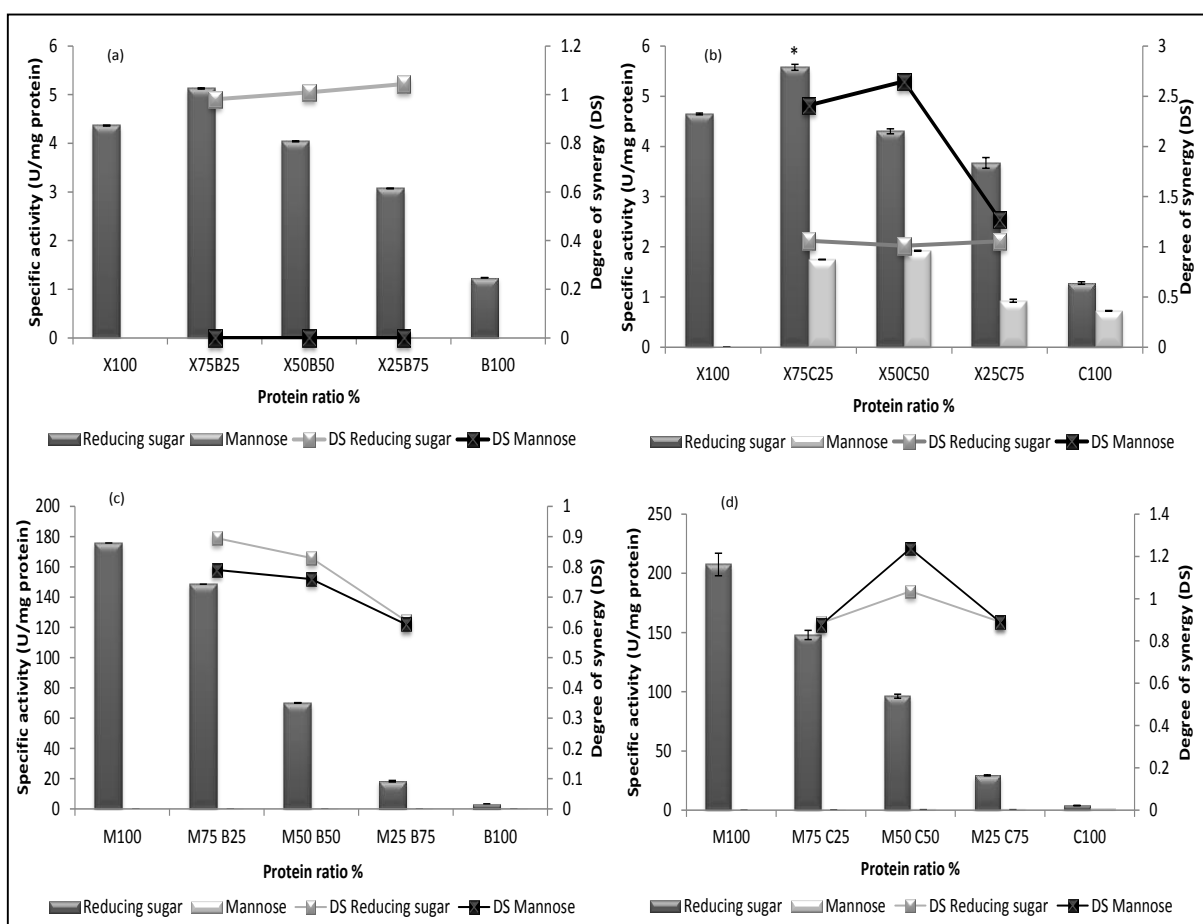 (a)
Specific activity (U/mg protein)
6
5
4
3
2
1
0
1.2
1
0.8
0.6
0.4
0.2
0
Degree of synergy (DS)
X100 X75B25 X50B50 X25B75 B100
Protein ratio %
Reducing sugar Mannose DS Reducing sugar DS Mannose
(b)
*
Specific activity (U/mg protein)
6
5
4
3
2
1
0
3
2.5
2
1.5
1
0.5
0
Degree of synergy (DS)
X100 X75C25 X50C50 X25C75 C100
Protein ratio %
Reducing sugar Mannose DS Reducing sugar DS Mannose
(c)
Specific activity (U/mg protein)
200
180
160
140
120
100
80
60
40
20
0
1
0.9
0.8
0.7
0.6
0.5
0.4
0.3
0.2
0.1
0
Degree of synergy (DS)
M100 M75 B25 M50 B50 M25 B75 B100
Protein ratio %
Reducing sugar Mannose DS Reducing sugar DS Mannose
(d)
Specific activity (U/mg protein)
250
200
150
100
50
0
1.4
1.2
1
0.8
0.6
0.4
0.2
0
Degree of synergy (DS)
M100 M75 C25 M50 C50 M25 C75 C100
Protein ratio %
Reducing sugar Mannose DS Reducing sugar DS Mannose